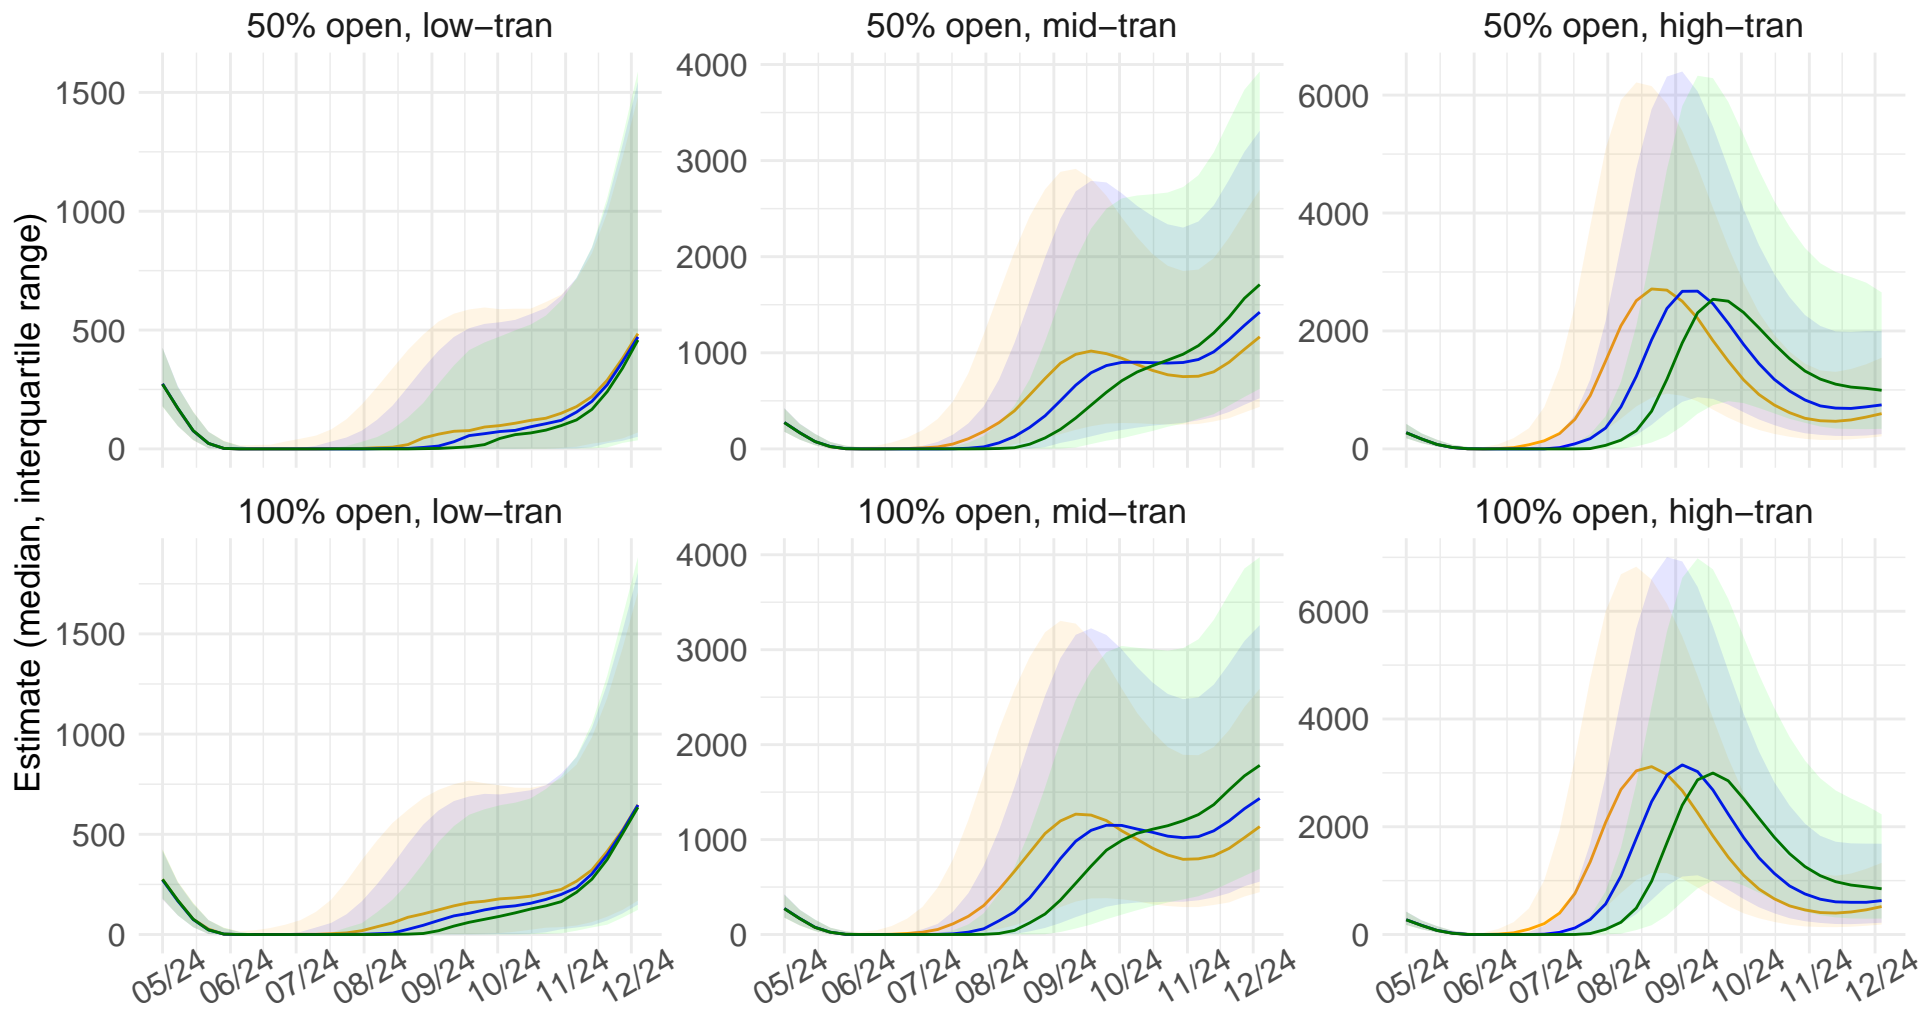 50% open, low−tran
50% open, mid−tran
50% open, high−tran
1500
1000
500
0
4000
3000
2000
1000
0
6000
4000
2000
0
Estimate (median, interquartile range)
100% open, low−tran
100% open, mid−tran
100% open, high−tran
1500
1000
500
0
4000
3000
2000
1000
0
6000
4000
2000
0
05/24 06/24 07/24 08/24 09/24 10/24 11/24 12/24
05/24 06/24 07/24 08/24 09/24 10/24 11/24 12/24
05/24 06/24 07/24 08/24 09/24 10/24 11/24 12/24